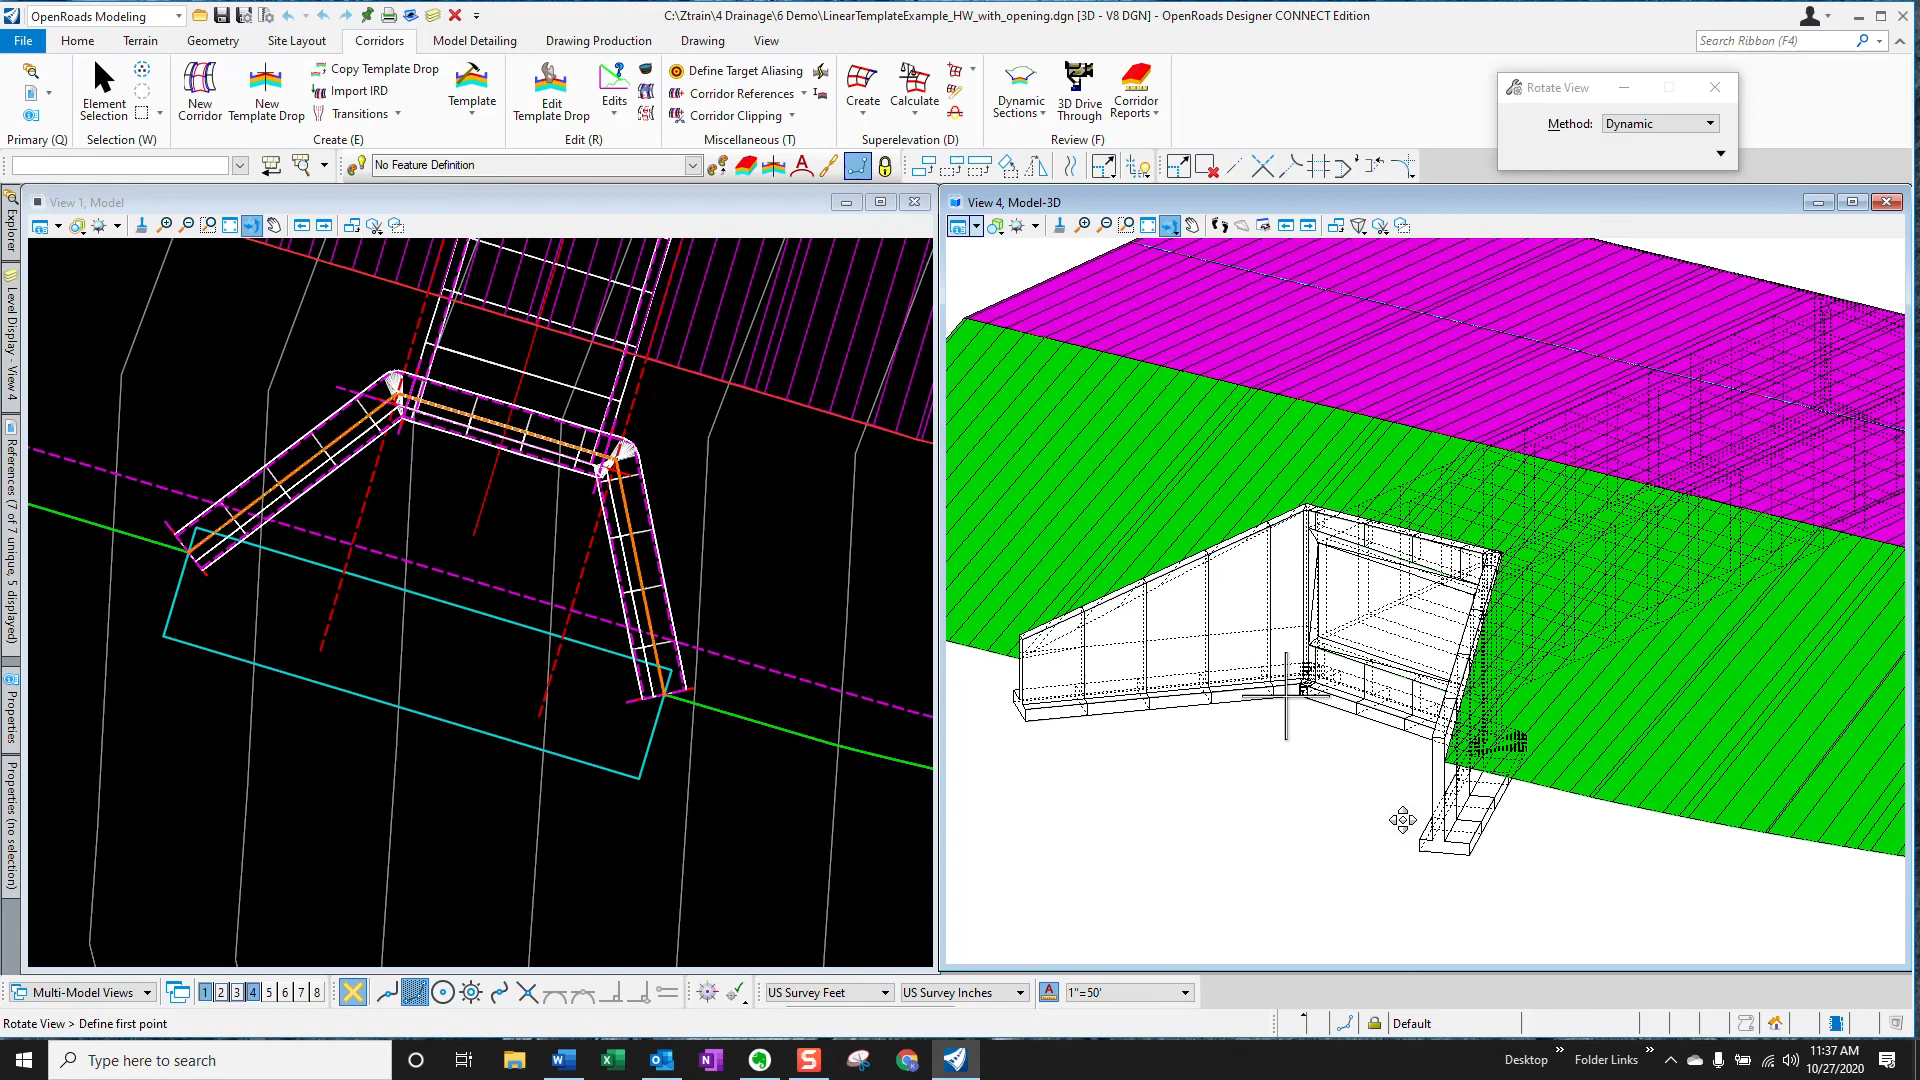 OpenRoads Modeling
C:\Ztrain\4 Drainage\6 Demo\LinearTemplateExample_HW_with_opening.dgn [3D - V8 DGN] - OpenRoads Designer CONNECT Edition
File Home Terrain Geometry Site Layout Corridors Model Detailing Drawing Production Drawing View
Search Ribbon (F4)
Element Selection
New Corridor
New Template Drop
Copy Template Drop
Import IRD
Transitions
Template
Edit Template Drop
Edits
Define Target Aliasing
Corridor References
Corridor Clipping
Create
Calculate
Dynamic Sections
3D Drive Through
Corridor Reports
Primary (Q) Selection (W) Create (E) Edit (R) Miscellaneous (T) Superelevation (D) Review (F)
Rotate View
Method: Dynamic
No Feature Definition
View 1, Model
View 4, Model-3D
Explorer
Level Display - View 4
References (7 of 7 unique, 5 displayed)
Properties
Properties (no selection)
Multi-Model Views 1 2 3 4 5 6 7 8 US Survey Feet US Survey Inches 1"=50'
Rotate View > Define first point
Default
Type here to search
Desktop
Folder Links
11:37 AM
10/27/2020